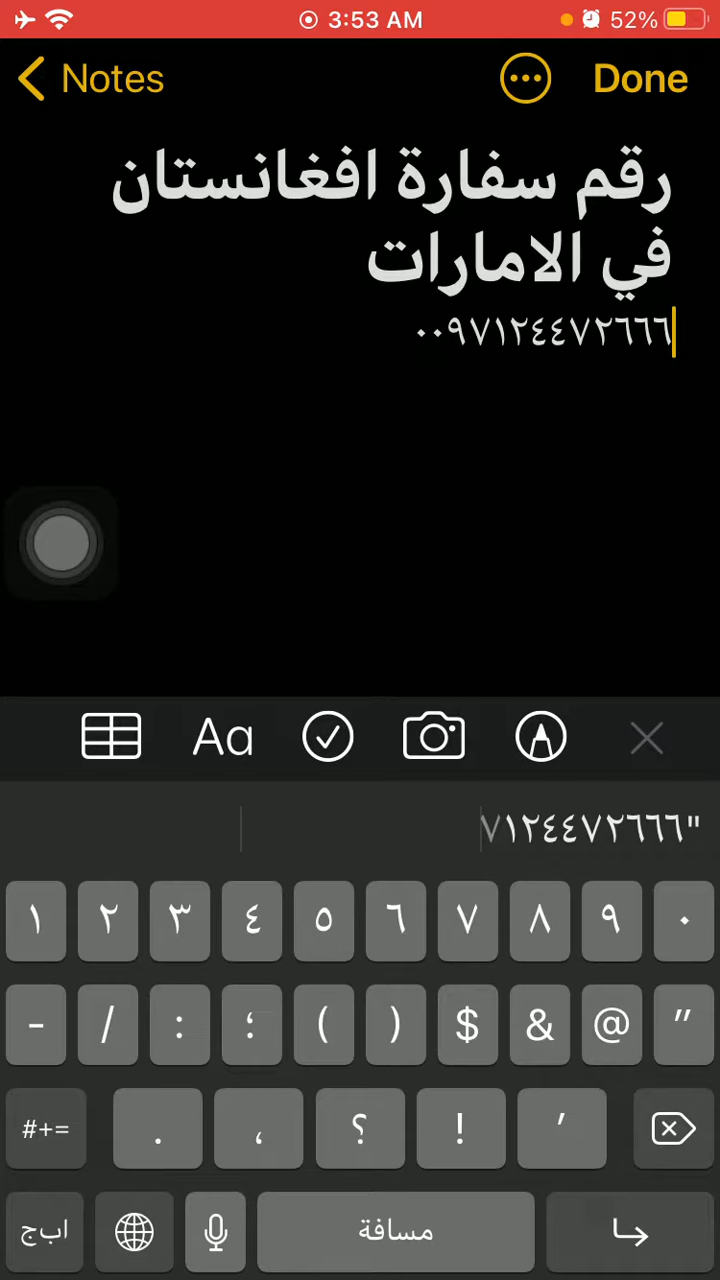 3:53 AM
52%
Notes
Done
رقم سفارة افغانستان
في الامارات
٠٠٩٧١٢٤٤٧٢٦٦٦
Aa
٧١٢٤٤٧٢٦٦٦"
١ ٢ ٣ ٤ ٥ ٦ ٧ ٨ ٩ ٠
- / : ؛ ( ) $ & @ "
#+= . ، ؟ ! '
اب‌ج مسافة